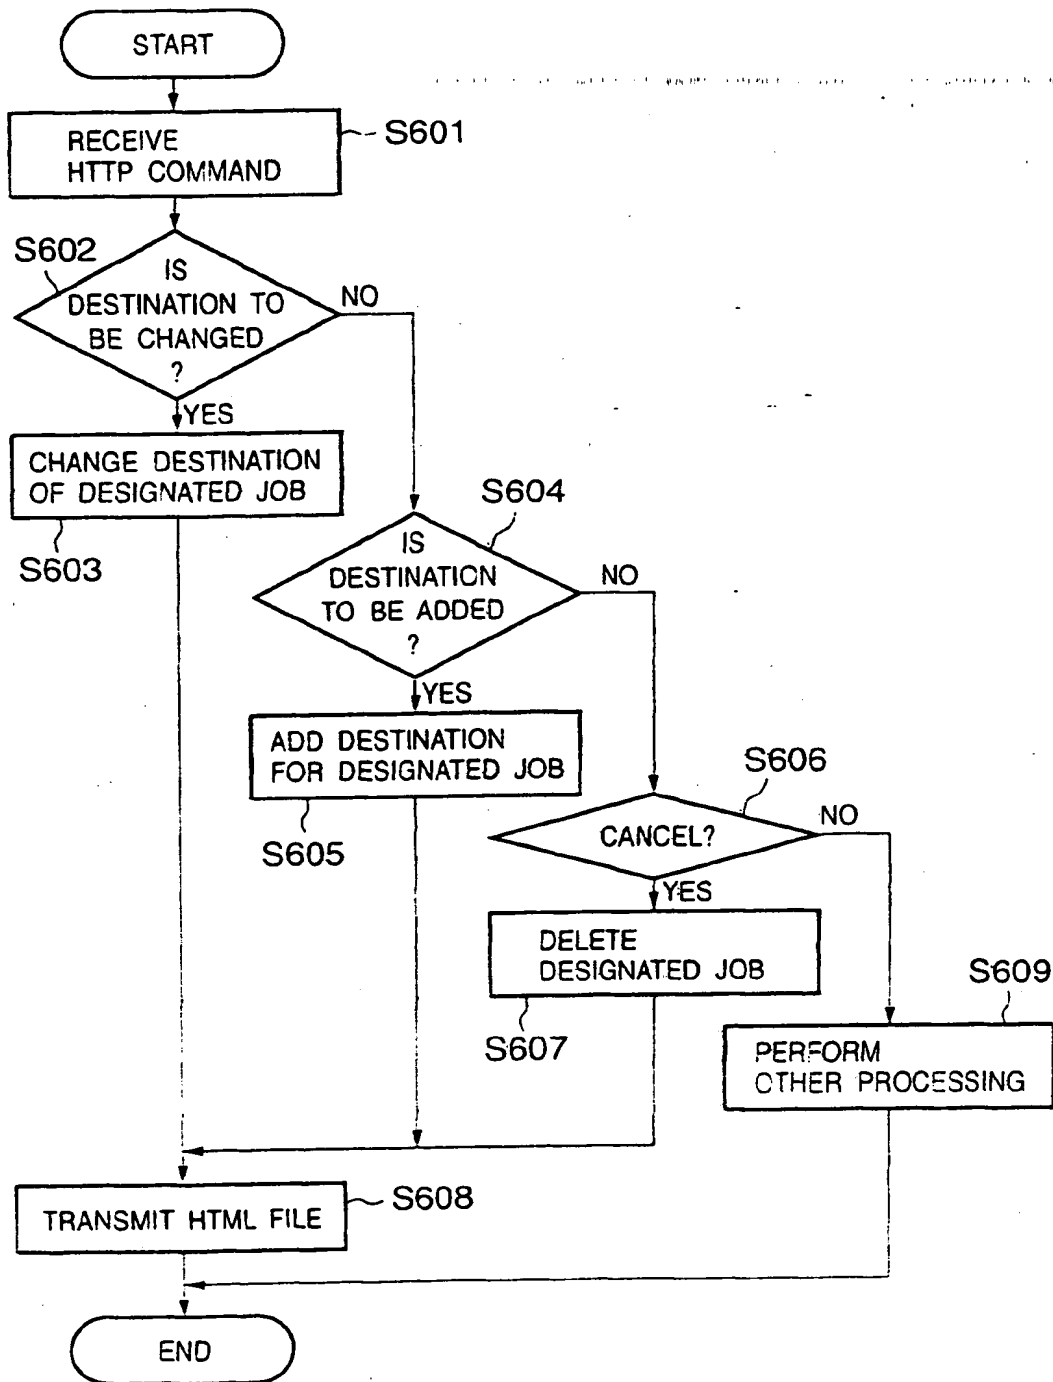 START
RECEIVE
HTTP COMMAND
S601
S602
IS
DESTINATION TO
BE CHANGED
?
NO
YES
CHANGE DESTINATION
OF DESIGNATED JOB
S603
S604
IS
DESTINATION
TO BE ADDED
?
NO
YES
ADD DESTINATION
FOR DESIGNATED JOB
S605
S606
CANCEL?
NO
YES
DELETE
DESIGNATED JOB
S607
S609
PERFORM
OTHER PROCESSING
TRANSMIT HTML FILE
S608
END